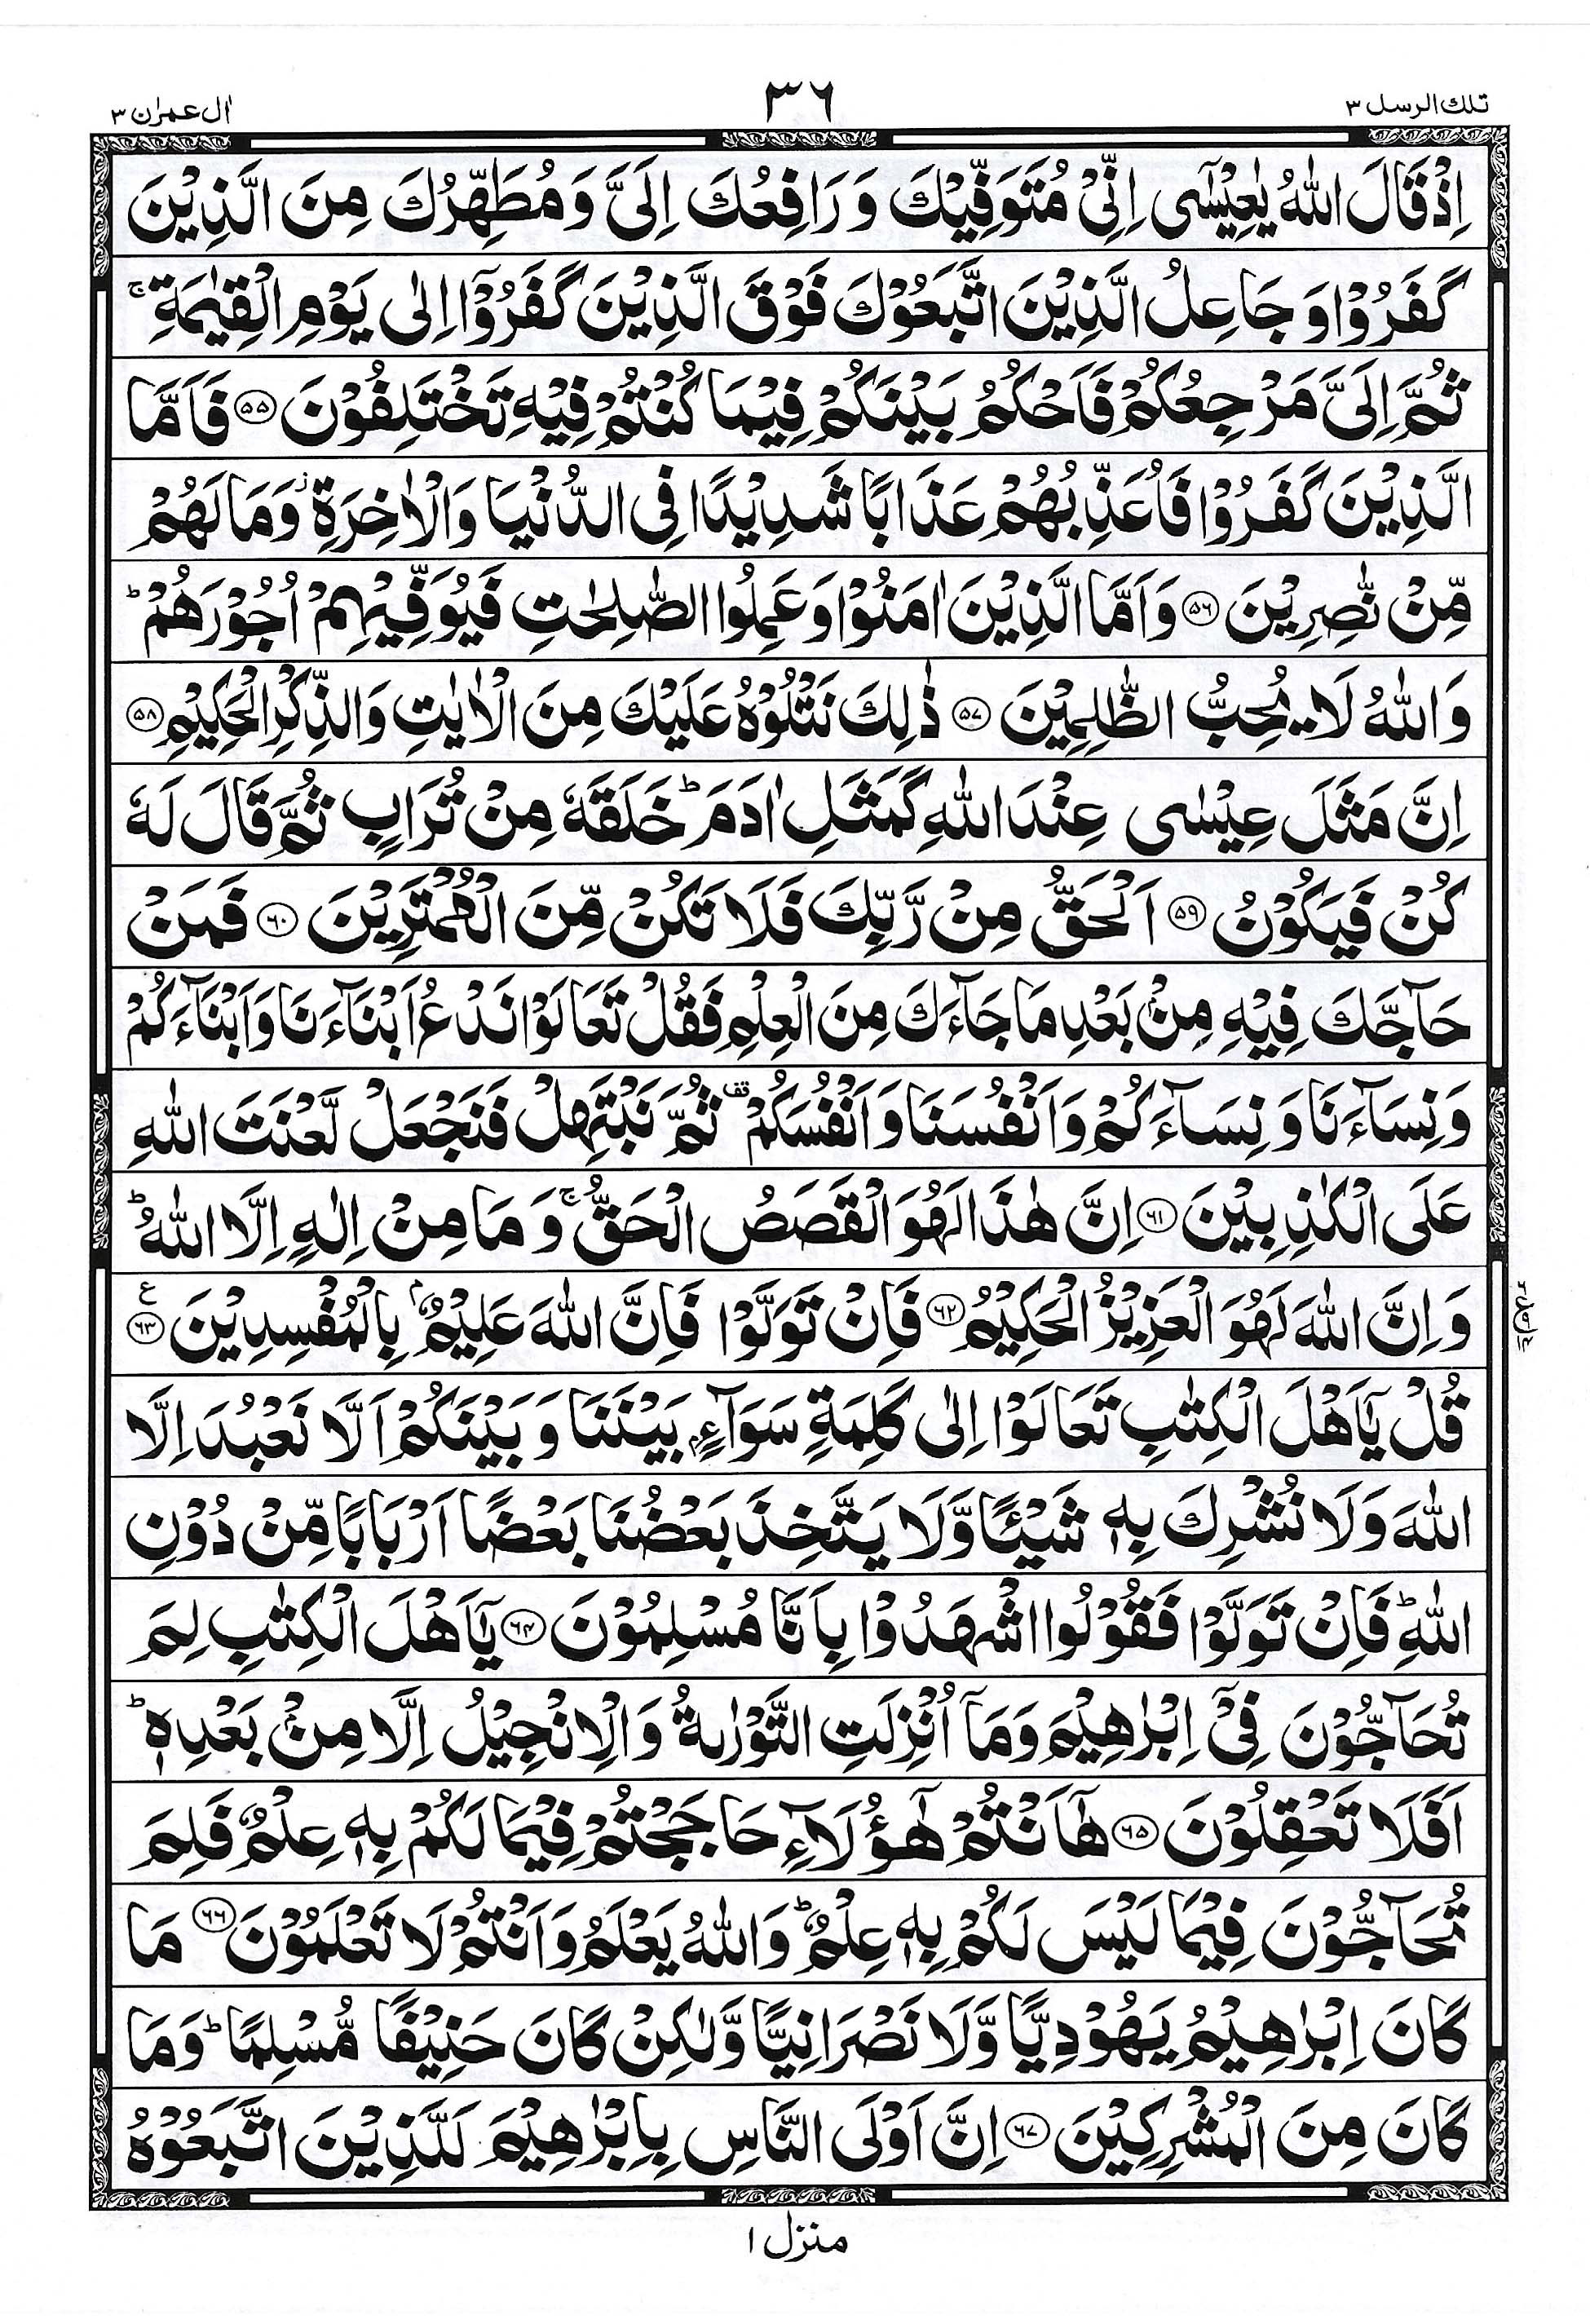 تلك الرسل ٣
٣٦
اٰل عمرٰن ٣
اِذْ قَالَ اللّٰهُ يٰعِيْسٰٓى اِنِّىْ مُتَوَفِّيْكَ وَ رَافِعُكَ اِلَىَّ وَ مُطَهِّرُكَ مِنَ الَّذِيْنَ
كَفَرُوْا وَ جَاعِلُ الَّذِيْنَ اتَّبَعُوْكَ فَوْقَ الَّذِيْنَ كَفَرُوْۤا اِلٰى يَوْمِ الْقِيٰمَةِ ۚ
ثُمَّ اِلَىَّ مَرْجِعُكُمْ فَاَحْكُمُ بَيْنَكُمْ فِيْمَا كُنْتُمْ فِيْهِ تَخْتَلِفُوْنَ ۝٥٥ فَاَمَّا
الَّذِيْنَ كَفَرُوْا فَاُعَذِّبُهُمْ عَذَابًا شَدِيْدًا فِى الدُّنْيَا وَالْاٰخِرَةِ ز وَمَا لَهُمْ
مِّنْ نّٰصِرِيْنَ ۝٥٦ وَ اَمَّا الَّذِيْنَ اٰمَنُوْا وَ عَمِلُوا الصّٰلِحٰتِ فَيُوَفِّيْهِمْ اُجُوْرَهُمْ ؕ
وَاللّٰهُ لَا يُحِبُّ الظّٰلِمِيْنَ ۝٥٧ ذٰلِكَ نَتْلُوْهُ عَلَيْكَ مِنَ الْاٰيٰتِ وَالذِّكْرِ الْحَكِيْمِ ۝٥٨
اِنَّ مَثَلَ عِيْسٰى عِنْدَ اللّٰهِ كَمَثَلِ اٰدَمَ ؕ خَلَقَهٗ مِنْ تُرَابٍ ثُمَّ قَالَ لَهٗ
كُنْ فَيَكُوْنُ ۝٥٩ اَلْحَقُّ مِنْ رَّبِّكَ فَلَا تَكُنْ مِّنَ الْمُمْتَرِيْنَ ۝٦٠ فَمَنْ
حَآجَّكَ فِيْهِ مِنْۢ بَعْدِ مَا جَآءَكَ مِنَ الْعِلْمِ فَقُلْ تَعَالَوْا نَدْعُ اَبْنَآءَنَا وَاَبْنَآءَكُمْ
وَنِسَآءَنَا وَ نِسَآءَكُمْ وَاَنْفُسَنَا وَاَنْفُسَكُمْ قف ثُمَّ نَبْتَهِلْ فَنَجْعَلْ لَّعْنَتَ اللّٰهِ
عَلَى الْكٰذِبِيْنَ ۝٦١ اِنَّ هٰذَا لَهُوَ الْقَصَصُ الْحَقُّ ۚ وَ مَا مِنْ اِلٰهٍ اِلَّا اللّٰهُ ؕ
وَ اِنَّ اللّٰهَ لَهُوَ الْعَزِيْزُ الْحَكِيْمُ ۝٦٢ فَاِنْ تَوَلَّوْا فَاِنَّ اللّٰهَ عَلِيْمٌۢ بِالْمُفْسِدِيْنَ ۝٦٣ ع
قُلْ يٰۤاَهْلَ الْكِتٰبِ تَعَالَوْا اِلٰى كَلِمَةٍ سَوَآءٍۢ بَيْنَنَا وَ بَيْنَكُمْ اَلَّا نَعْبُدَ اِلَّا
اللّٰهَ وَلَا نُشْرِكَ بِهٖ شَيْئًا وَّلَا يَتَّخِذَ بَعْضُنَا بَعْضًا اَرْبَابًا مِّنْ دُوْنِ
اللّٰهِ ؕ فَاِنْ تَوَلَّوْا فَقُوْلُوا اشْهَدُوْا بِاَنَّا مُسْلِمُوْنَ ۝٦٤ يٰۤاَهْلَ الْكِتٰبِ لِمَ
تُحَآجُّوْنَ فِىْۤ اِبْرٰهِيْمَ وَمَاۤ اُنْزِلَتِ التَّوْرٰىةُ وَالْاِنْجِيْلُ اِلَّا مِنْۢ بَعْدِهٖ ؕ
اَفَلَا تَعْقِلُوْنَ ۝٦٥ هٰۤاَنْتُمْ هٰٓؤُلَآءِ حَاجَجْتُمْ فِيْمَا لَكُمْ بِهٖ عِلْمٌ فَلِمَ
تُحَآجُّوْنَ فِيْمَا لَيْسَ لَكُمْ بِهٖ عِلْمٌ ؕ وَاللّٰهُ يَعْلَمُ وَاَنْتُمْ لَا تَعْلَمُوْنَ ۝٦٦ مَا
كَانَ اِبْرٰهِيْمُ يَهُوْدِيًّا وَّلَا نَصْرَانِيًّا وَّلٰكِنْ كَانَ حَنِيْفًا مُّسْلِمًا ؕ وَمَا
كَانَ مِنَ الْمُشْرِكِيْنَ ۝٦٧ اِنَّ اَوْلَى النَّاسِ بِاِبْرٰهِيْمَ لَلَّذِيْنَ اتَّبَعُوْهُ
منزل ١